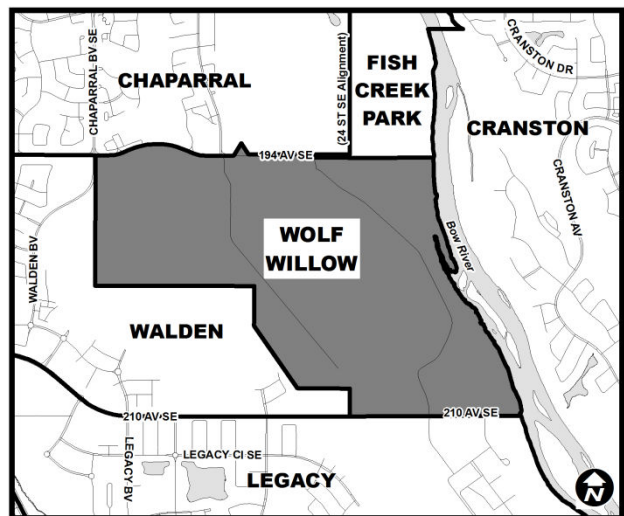 CHAPARRAL BV SE
CHAPARRAL
(24 ST SE Alignment)
FISH
CREEK
PARK
CRANSTON DR
CRANSTON
CRANSTON AV
194 AV SE
WOLF
WILLOW
Bow River
WALDEN BV
WALDEN
210 AV SE
210 AV SE
LEGACY BV
LEGACY CI SE
LEGACY
N